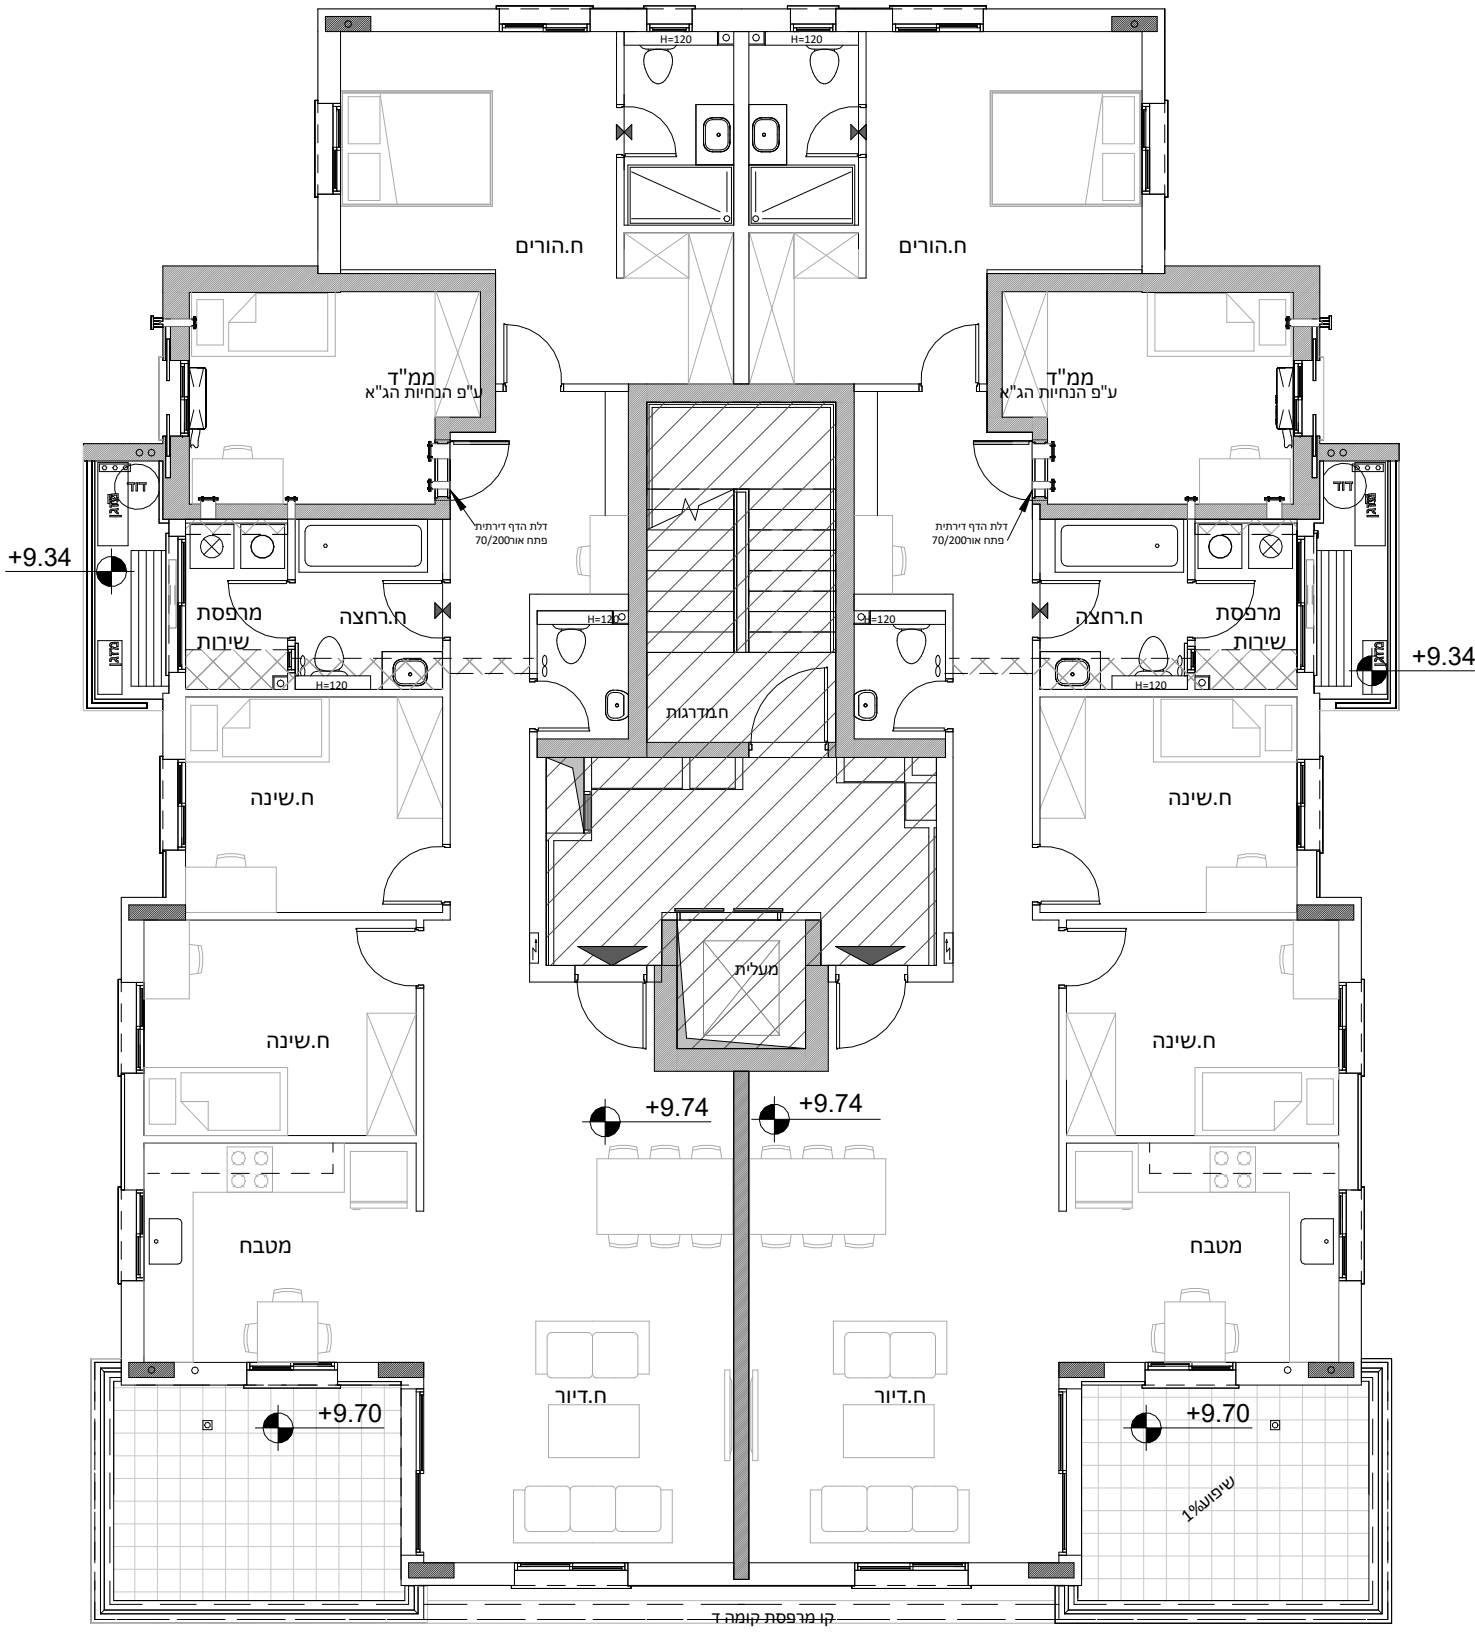 H=120
H=120
ח.הורים
ח.הורים
ממ"ד
ע"פ הנחיות הג"א
ממ"ד
ע"פ הנחיות הג"א
דוד
מזגן
דוד
מזגן
דלת הדף דירתית
פתח אור70/200
דלת הדף דירתית
פתח אור70/200
+9.34
מרפסת
שירות
ח.רחצה
H=120
H=120
ח.רחצה
מרפסת
שירות
מזגן
מזגן
+9.34
H=120
H=120
ח.מדרגות
ח.שינה
ח.שינה
מעלית
ח.שינה
ח.שינה
+9.74
+9.74
מטבח
מטבח
ח.דיור
ח.דיור
+9.70
+9.70
שיפוע1%
קו מרפסת קומה ד